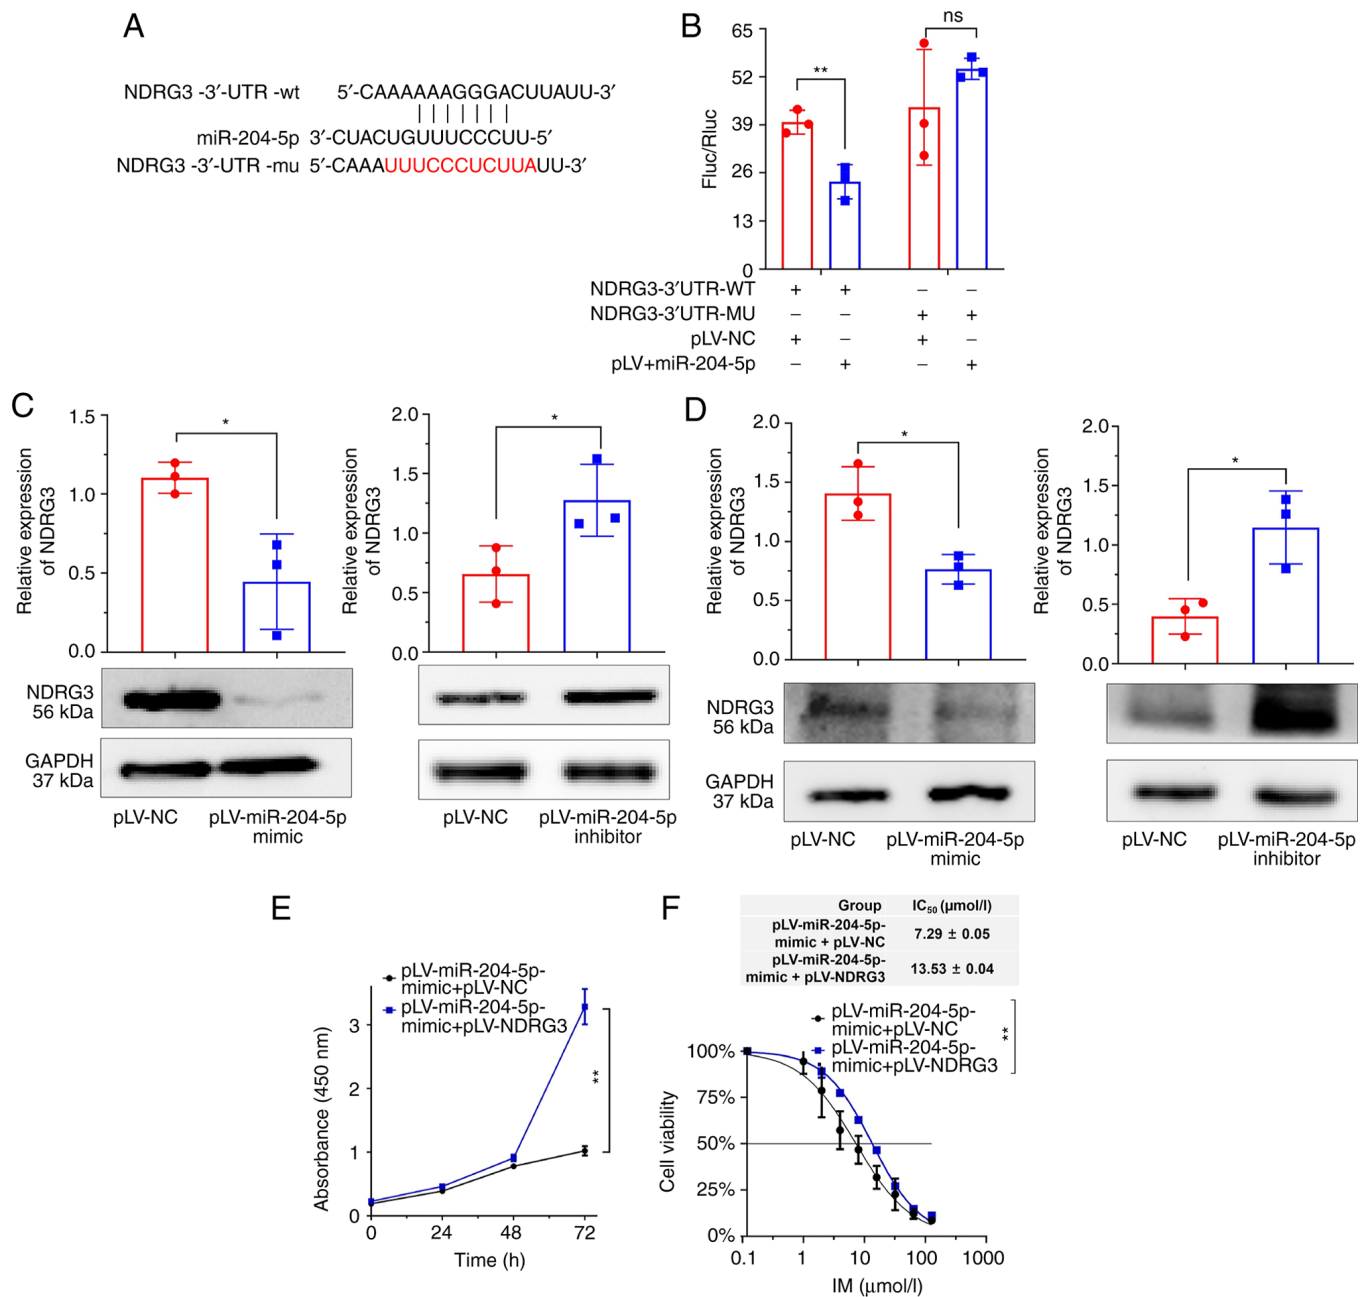 A
NDRG3 -3′-UTR -wt 5′-CAAAAAAGGGACUUAUU-3′
miR-204-5p 3′-CUACUGUUUCCCUU-5′
NDRG3 -3′-UTR -mu 5′-CAAAUUUCCCUCUUAUU-3′
B
65
52
39
26
13
0
Fluc/Rluc
**
ns
NDRG3-3′UTR-WT + + − −
NDRG3-3′UTR-MU − − + +
pLV-NC + − + −
pLV+miR-204-5p − + − +
C
1.5
1.0
0.5
0.0
Relative expression
of NDRG3
*
2.0
1.5
1.0
0.5
0.0
Relative expression
of NDRG3
*
NDRG3
56 kDa
GAPDH
37 kDa
pLV-NC
pLV-miR-204-5p
mimic
pLV-NC
pLV-miR-204-5p
inhibitor
D
2.0
1.5
1.0
0.5
0.0
Relative expression
of NDRG3
*
2.0
1.5
1.0
0.5
0.0
Relative expression
of NDRG3
*
NDRG3
56 kDa
GAPDH
37 kDa
pLV-NC
pLV-miR-204-5p
mimic
pLV-NC
pLV-miR-204-5p
inhibitor
E
pLV-miR-204-5p-
mimic+pLV-NC
pLV-miR-204-5p-
mimic+pLV-NDRG3
3
2
1
0
Absorbance (450 nm)
**
0 24 48 72
Time (h)
F
Group IC50 (μmol/l)
pLV-miR-204-5p-
mimic + pLV-NC 7.29 ± 0.05
pLV-miR-204-5p-
mimic + pLV-NDRG3 13.53 ± 0.04
pLV-miR-204-5p-
mimic+pLV-NC
pLV-miR-204-5p-
mimic+pLV-NDRG3
**
100%
75%
50%
25%
0%
Cell viability
0.1 1 10 100 1000
IM (μmol/l)